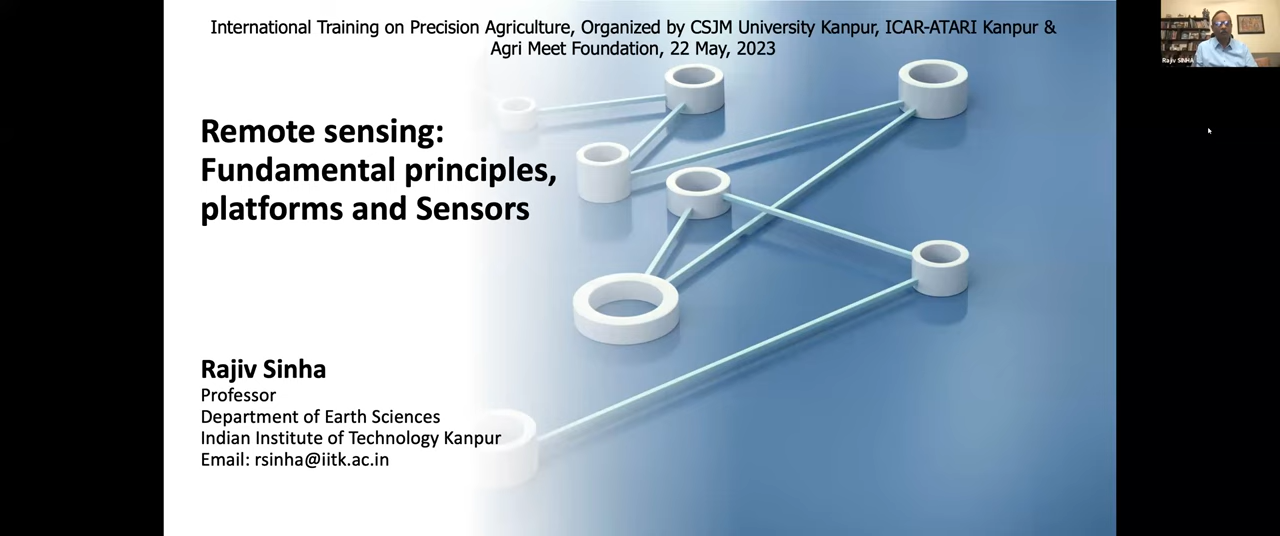 International Training on Precision Agriculture, Organized by CSJM University Kanpur, ICAR-ATARI Kanpur &
Agri Meet Foundation, 22 May, 2023
Rajiv SINHA
Remote sensing:
Fundamental principles,
platforms and Sensors
Rajiv Sinha
Professor
Department of Earth Sciences
Indian Institute of Technology Kanpur
Email: rsinha@iitk.ac.in